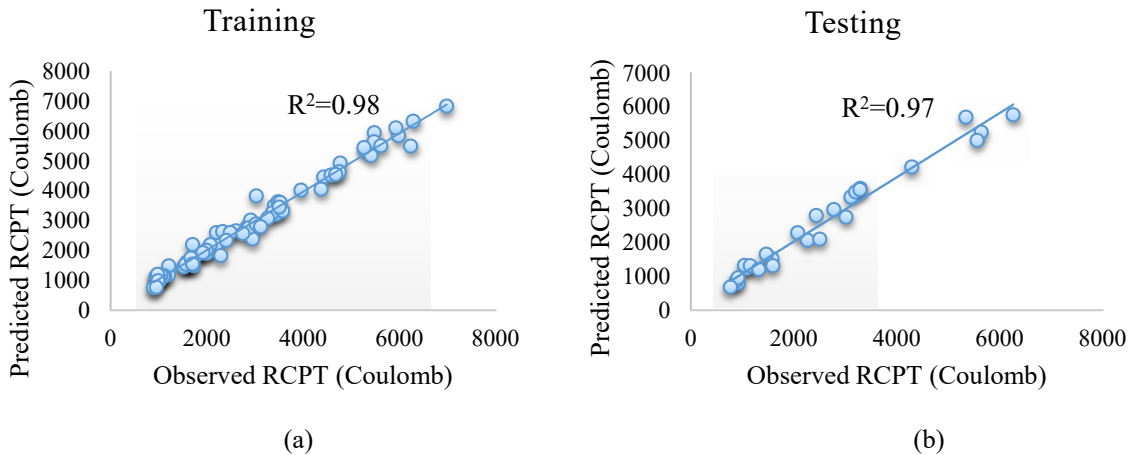 Training
Predicted RCPT (Coulomb)
8000
7000
6000
5000
4000
3000
2000
1000
0
R²=0.98
0 2000 4000 6000 8000
Observed RCPT (Coulomb)
(a)
Testing
Predicted RCPT (Coulomb)
7000
6000
5000
4000
3000
2000
1000
0
R²=0.97
0 2000 4000 6000 8000
Observed RCPT (Coulomb)
(b)